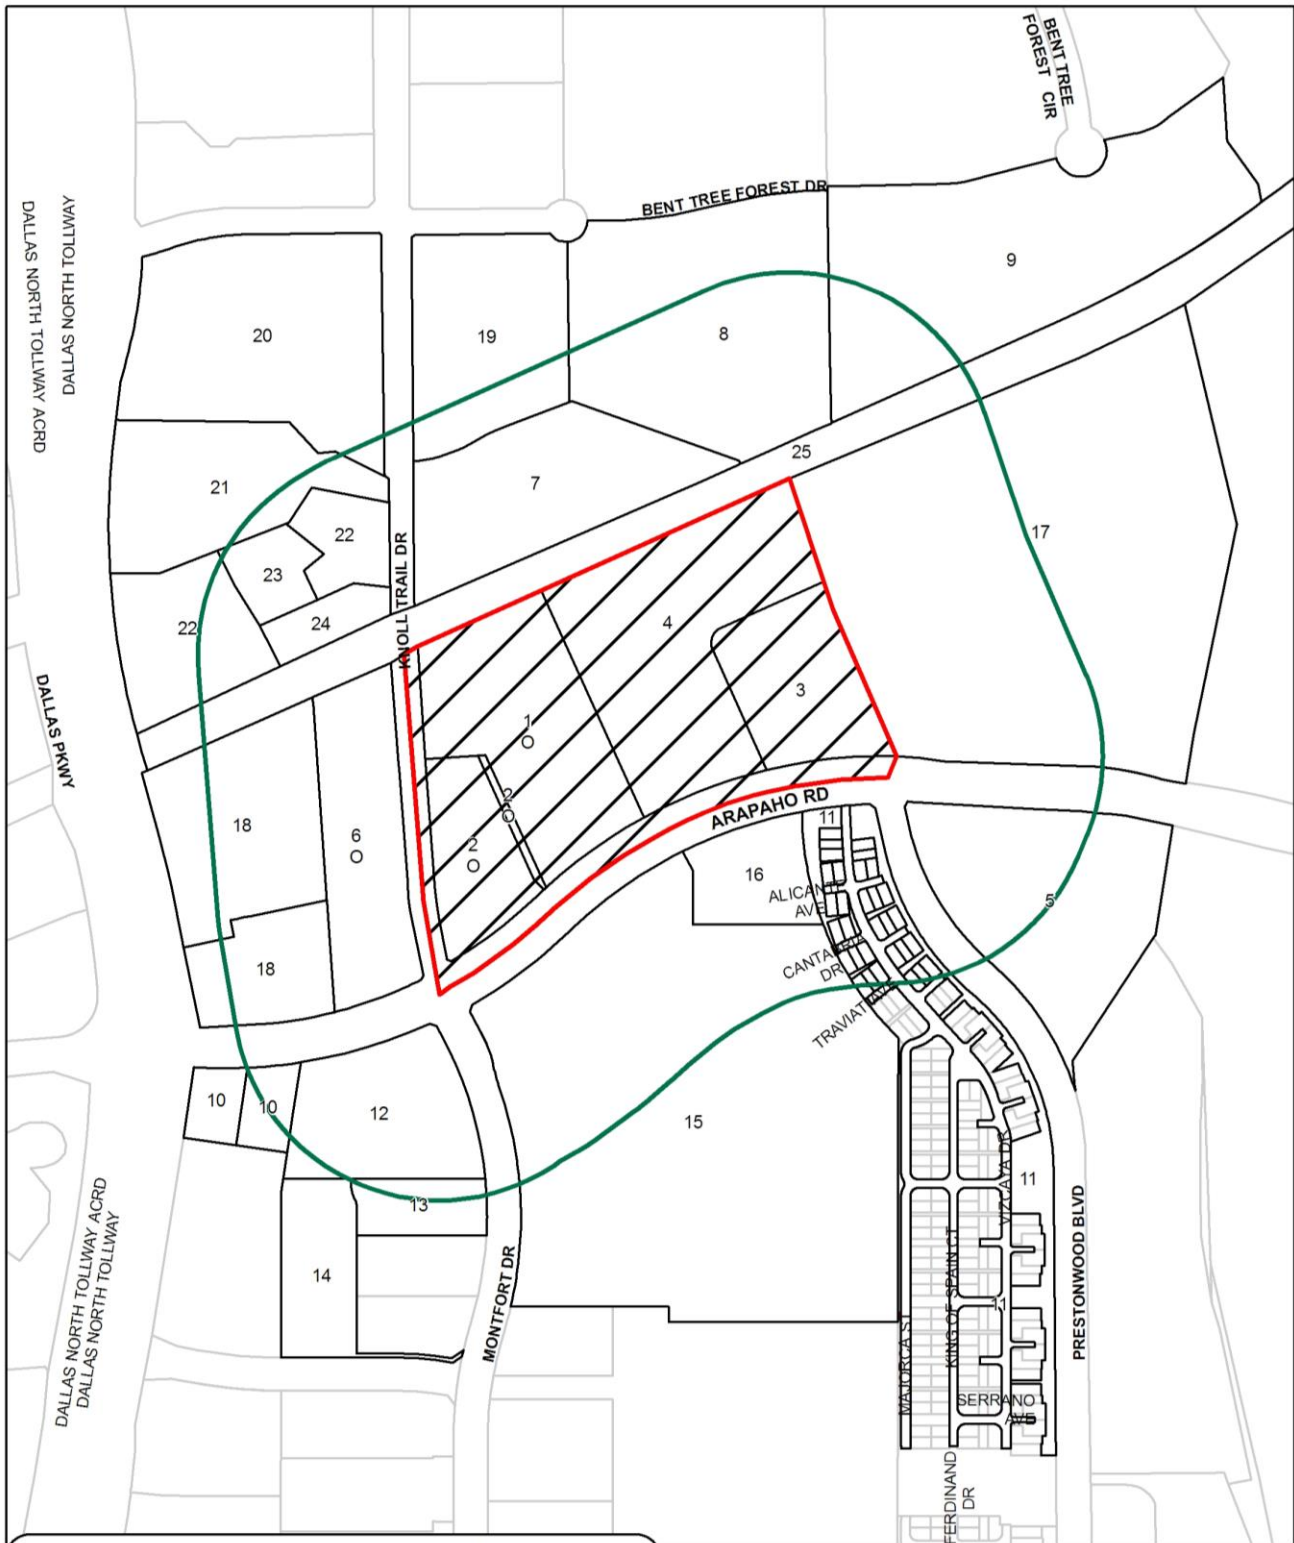 BENT TREE
FOREST CIR
BENT TREE FOREST DR
DALLAS NORTH TOLLWAY
DALLAS NORTH TOLLWAY ACRD
9
20
19
8
25
21
7
22
17
KNOLL TRAIL DR
23
24
22
4
3
DALLAS PKWY
1
O
2
O
ARAPAHO RD
11
18
6
O
2
O
16
ALICANTE
AVE
5
CANTABRIA
DR
18
TRAVIATA AVE
10
10
12
15
VIZCAYA DR
11
13
DALLAS NORTH TOLLWAY ACRD
DALLAS NORTH TOLLWAY
14
MONTFORT DR
KING OF SPAIN CT
11
PRESTONWOOD BLVD
MAJORCA ST
SERRANO
AVE
FERDINAND
DR